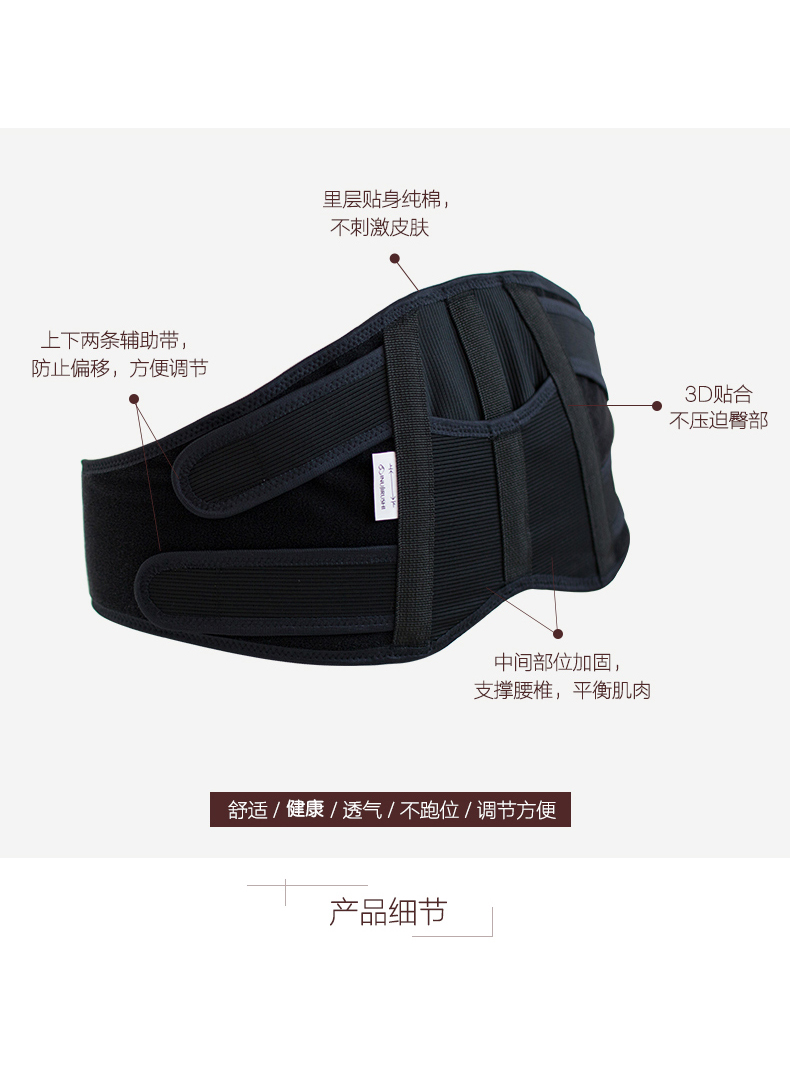 里层贴身纯棉，
不刺激皮肤
上下两条辅助带，
防止偏移，方便调节
3D贴合
不压迫臀部
中间部位加固，
支撑腰椎，平衡肌肉
舒适 / 健康 / 透气 / 不跑位 / 调节方便
产品细节